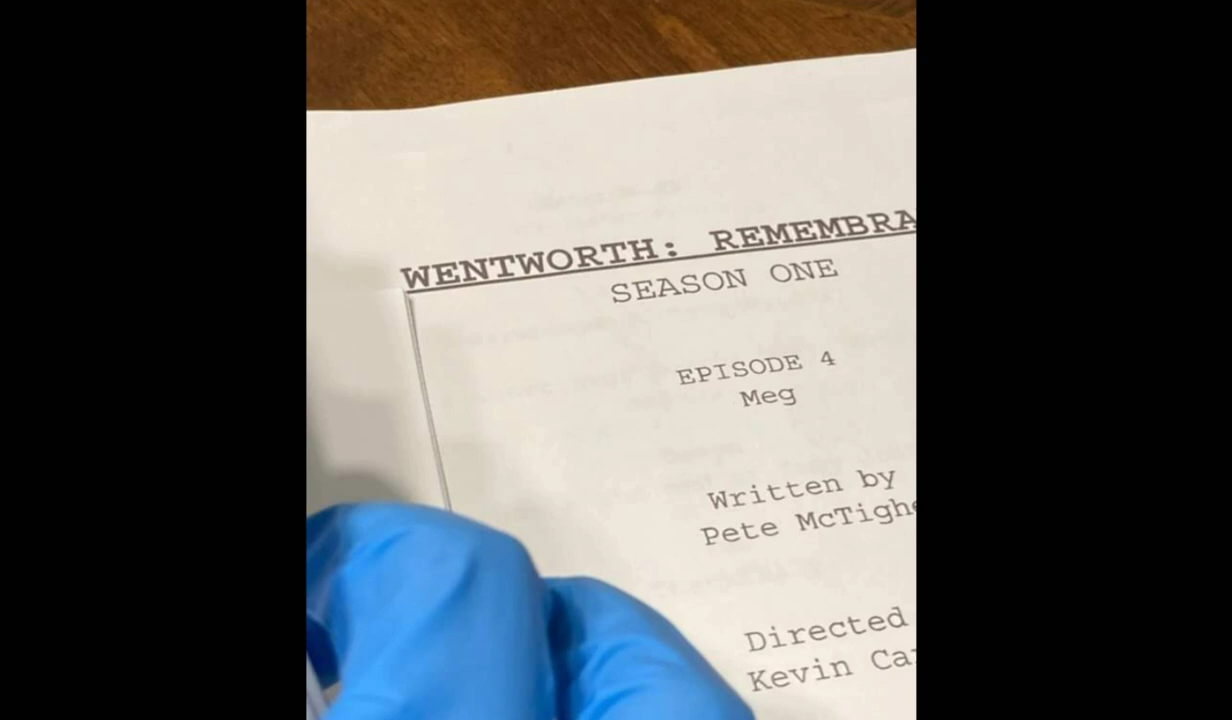 WENTWORTH: REMEMBRA
SEASON ONE
EPISODE 4
Meg
Written by
Pete McTighe
Directed
Kevin Ca